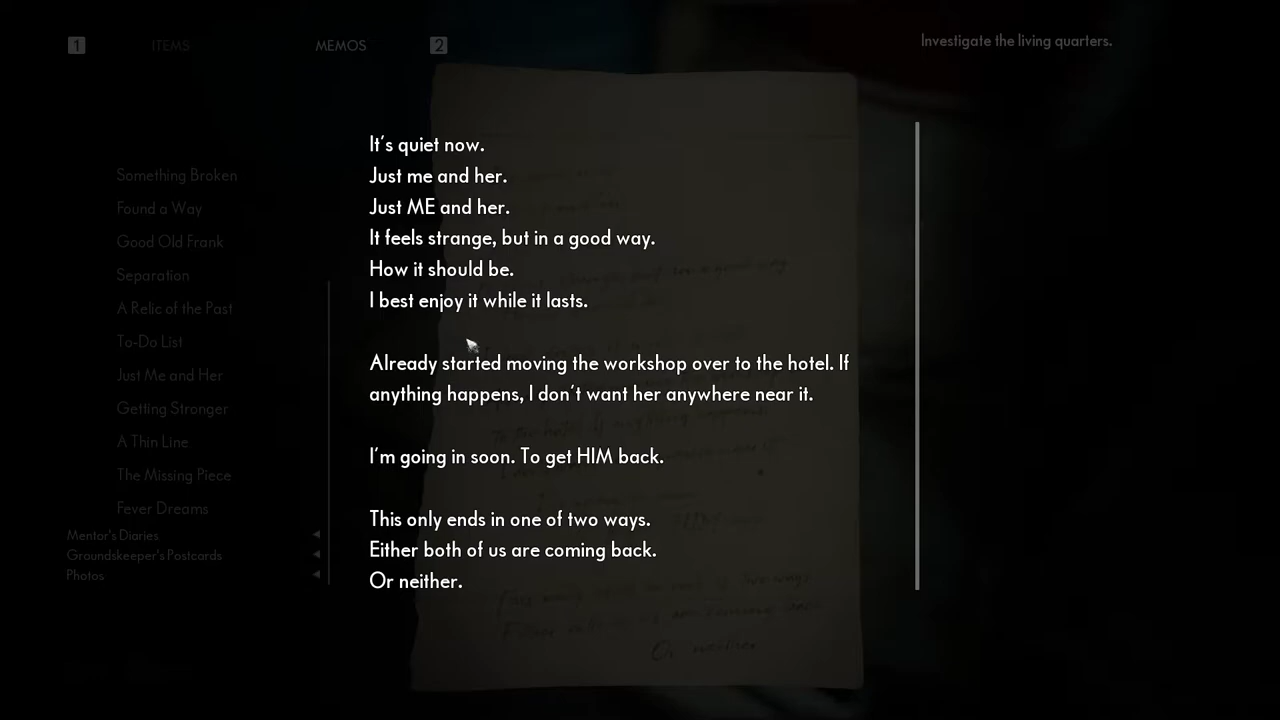 1 ITEMS MEMOS 2
Investigate the living quarters.
Something Broken
Found a Way
Good Old Frank
Separation
A Relic of the Past
To-Do List
Just Me and Her
Getting Stronger
A Thin Line
The Missing Piece
Fever Dreams
Mentor's Diaries
Groundskeeper's Postcards
Photos
It's quiet now.
Just me and her.
Just ME and her.
It feels strange, but in a good way.
How it should be.
I best enjoy it while it lasts.
Already started moving the workshop over to the hotel. If
anything happens, I don't want her anywhere near it.
I'm going in soon. To get HIM back.
This only ends in one of two ways.
Either both of us are coming back.
Or neither.